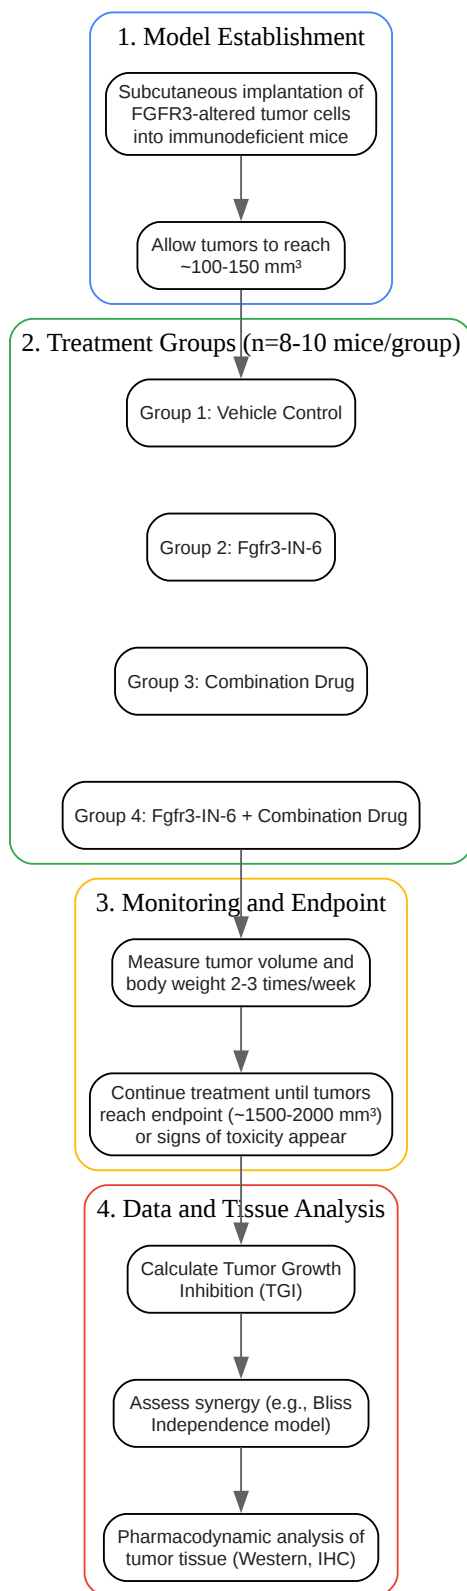 1. Model Establishment
Subcutaneous implantation of
FGFR3-altered tumor cells
into immunodeficient mice
Allow tumors to reach
~100-150 mm³
2. Treatment Groups (n=8-10 mice/group)
Group 1: Vehicle Control
Group 2: Fgfr3-IN-6
Group 3: Combination Drug
Group 4: Fgfr3-IN-6 + Combination Drug
3. Monitoring and Endpoint
Measure tumor volume and
body weight 2-3 times/week
Continue treatment until tumors
reach endpoint (~1500-2000 mm³)
or signs of toxicity appear
4. Data and Tissue Analysis
Calculate Tumor Growth
Inhibition (TGI)
Assess synergy (e.g., Bliss
Independence model)
Pharmacodynamic analysis of
tumor tissue (Western, IHC)